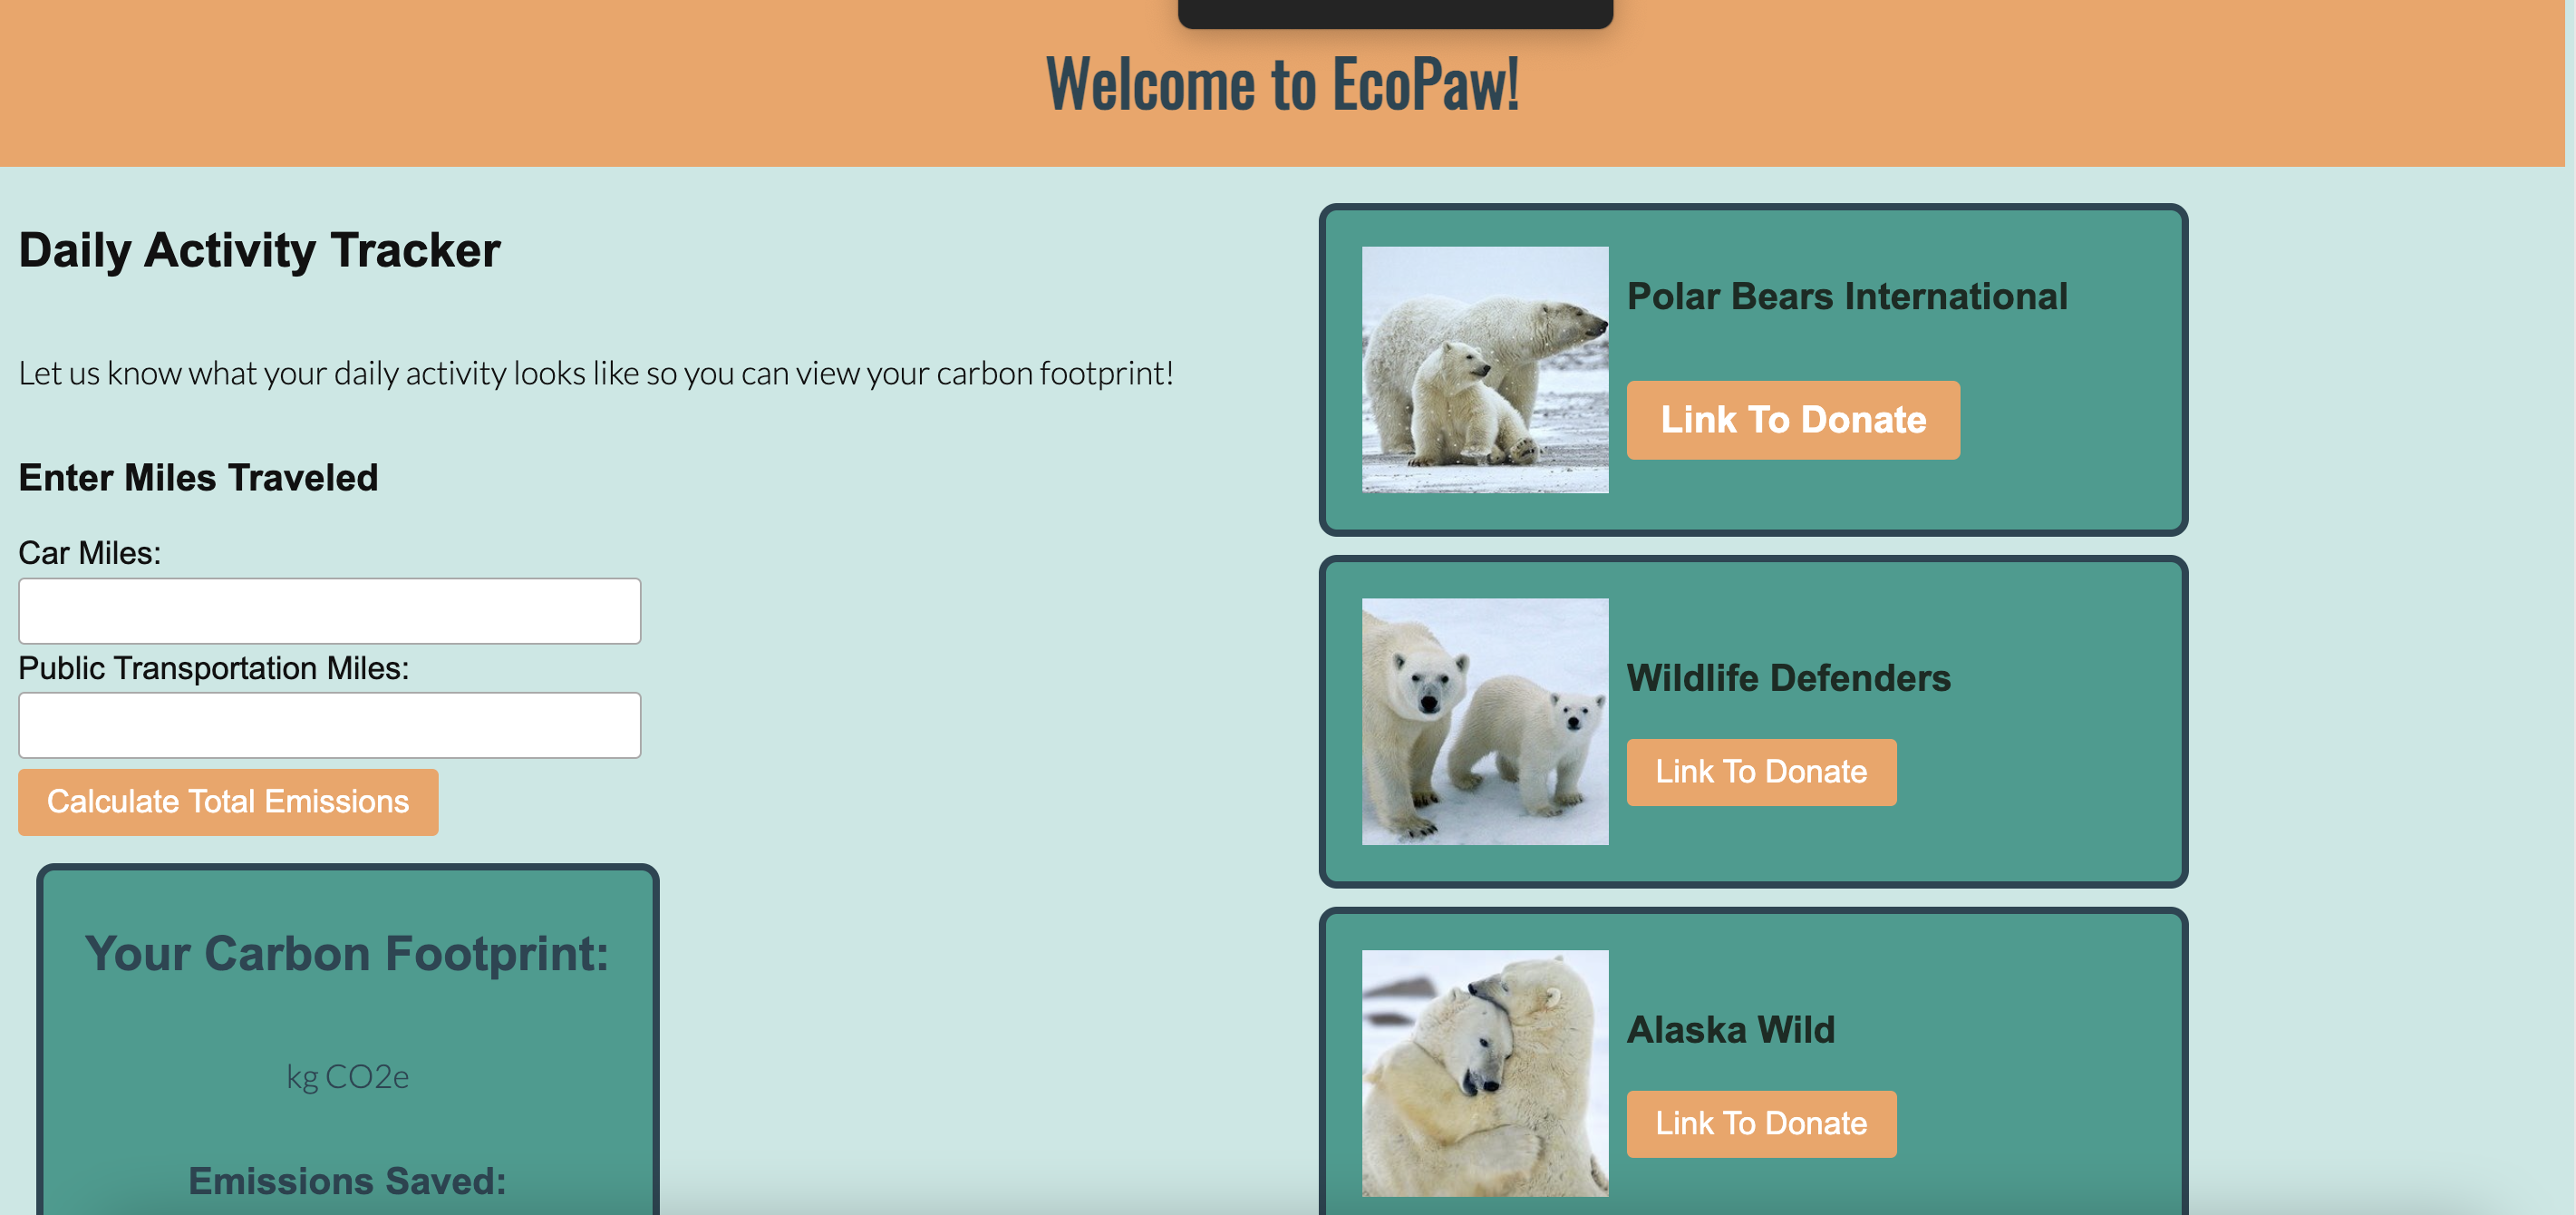 Welcome to EcoPaw!
Daily Activity Tracker
Let us know what your daily activity looks like so you can view your carbon footprint!
Enter Miles Traveled
Car Miles:
Public Transportation Miles:
Calculate Total Emissions
Your Carbon Footprint:
kg CO2e
Emissions Saved:
Polar Bears International
Link To Donate
Wildlife Defenders
Link To Donate
Alaska Wild
Link To Donate